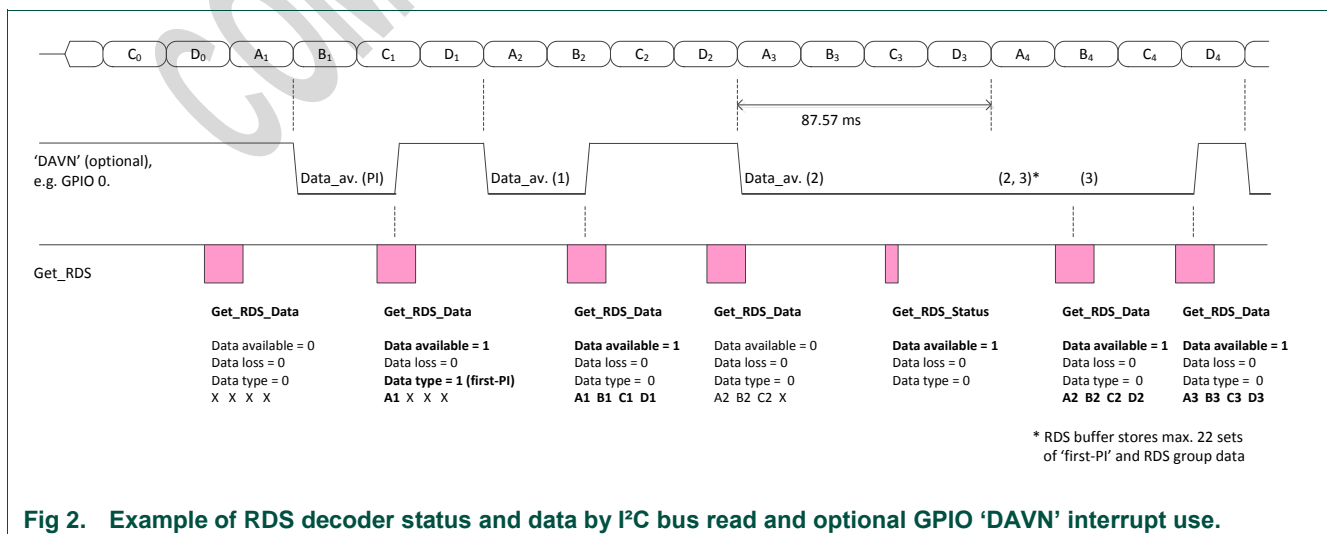 C₀ D₀ A₁ B₁ C₁ D₁ A₂ B₂ C₂ D₂ A₃ B₃ C₃ D₃ A₄ B₄ C₄ D₄
87.57 ms
‘DAVN’ (optional),
e.g. GPIO 0.
Data_av. (PI) Data_av. (1) Data_av. (2) (2, 3)* (3)
Get_RDS
Get_RDS_Data
Data available = 0
Data loss = 0
Data type = 0
X X X X
Get_RDS_Data
Data available = 1
Data loss = 0
Data type = 1 (first-PI)
A1 X X X
Get_RDS_Data
Data available = 1
Data loss = 0
Data type = 0
A1 B1 C1 D1
Get_RDS_Data
Data available = 0
Data loss = 0
Data type = 0
A2 B2 C2 X
Get_RDS_Status
Data available = 1
Data loss = 0
Data type = 0
Get_RDS_Data
Data available = 1
Data loss = 0
Data type = 0
A2 B2 C2 D2
Get_RDS_Data
Data available = 1
Data loss = 0
Data type = 0
A3 B3 C3 D3
* RDS buffer stores max. 22 sets
of ‘first-PI’ and RDS group data
Fig 2. Example of RDS decoder status and data by I²C bus read and optional GPIO ‘DAVN’ interrupt use.